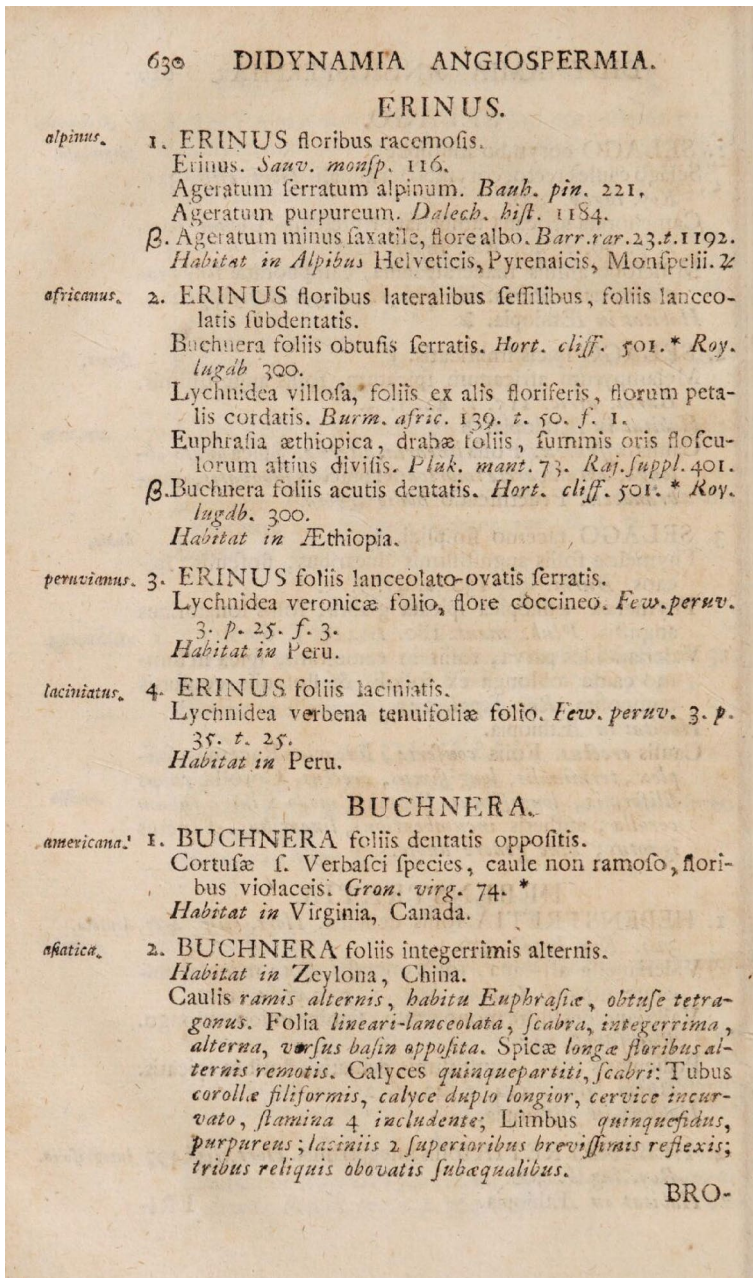 630 DIDYNAMIA ANGIOSPERMIA.
ERINUS.
alpinus. 1. ERINUS floribus racemoſis.
Erinus. Sauv. monſp. 116.
Ageratum ſerratum alpinum. Bauh. pin. 221.
Ageratum purpureum. Dalech. hiſt. 1184.
β. Ageratum minus ſaxatile, flore albo. Barr.rar.23.t.1192.
Habitat in Alpibus Helveticis, Pyrenaicis, Monſpelii. ♃
africanus. 2. ERINUS floribus lateralibus ſeſſilibus, foliis lanceo-
latis ſubdentatis.
Buchnera foliis obtuſis ſerratis. Hort. cliff. 501.* Roy.
lugdb 300.
Lychnidea villoſa, foliis ex alis floriferis, florum peta-
lis cordatis. Burm. afric. 139. t. 50. f. 1.
Euphraſia æthiopica, drabæ foliis, ſummis oris floſcu-
lorum altius diviſis. Pluk. mant. 73. Raj. ſuppl. 401.
β. Buchnera foliis acutis dentatis. Hort. cliff. 501. * Roy.
lugdb. 300.
Habitat in Æthiopia.
peruvianus. 3. ERINUS foliis lanceolato-ovatis ſerratis.
Lychnidea veronicæ folio, flore coccineo. Few. peruv.
3. p. 25. f. 3.
Habitat in Peru.
laciniatus. 4. ERINUS foliis laciniatis.
Lychnidea verbena tenuifoliæ folio. Few. peruv. 3. p.
35. t. 25.
Habitat in Peru.
BUCHNERA.
americana. 1. BUCHNERA foliis dentatis oppoſitis.
Cortuſæ ſ. Verbaſci ſpecies, caule non ramoſo, flori-
bus violaceis. Gron. virg. 74. *
Habitat in Virginia, Canada.
aſiatica. 2. BUCHNERA foliis integerrimis alternis.
Habitat in Zeylona, China.
Caulis ramis alternis, habitu Euphraſiæ, obtuſe tetra-
gonus. Folia lineari-lanceolata, ſcabra, integerrima,
alterna, verſus baſin oppoſita. Spicæ longæ floribus al-
ternis remotis. Calyces quinquepartiti, ſcabri: Tubus
corollæ filiformis, calyce duplo longior, cervice incur-
vato, ſtamina 4 includente; Limbus quinquefidus,
purpureus; laciniis 2 ſuperioribus breviſſimis reflexis;
tribus reliquis obovatis ſubæqualibus.
BRO-